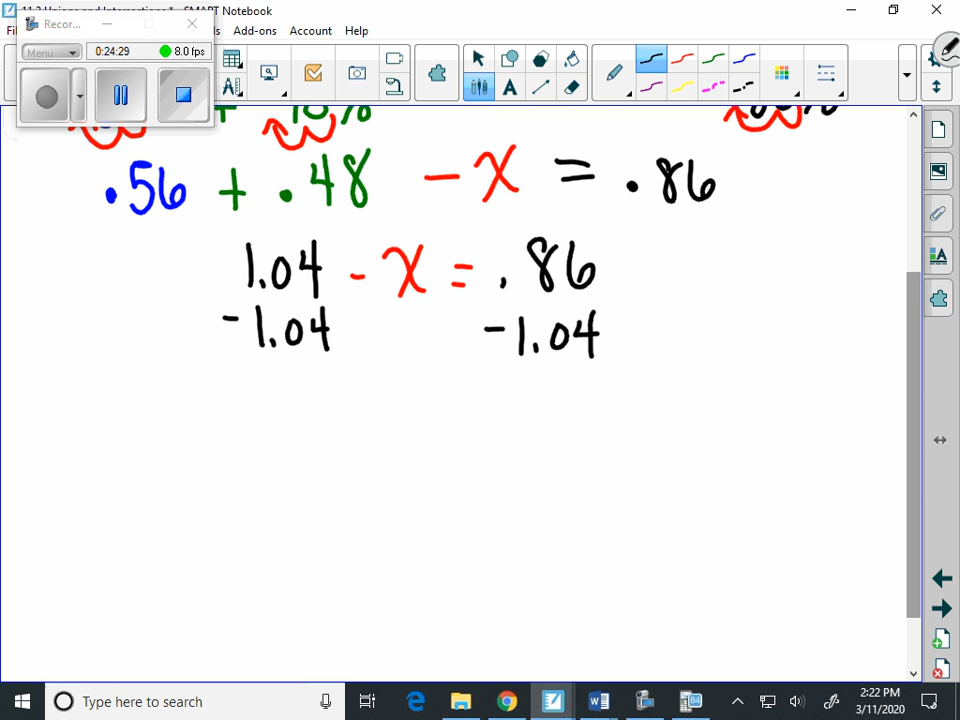 Recor...
SMART Notebook
Add-ons Account Help
Menu 0:24:29 8.0 fps
.56 + .48 - x = .86
1.04 - x = .86
-1.04 -1.04
Type here to search
2:22 PM
3/11/2020